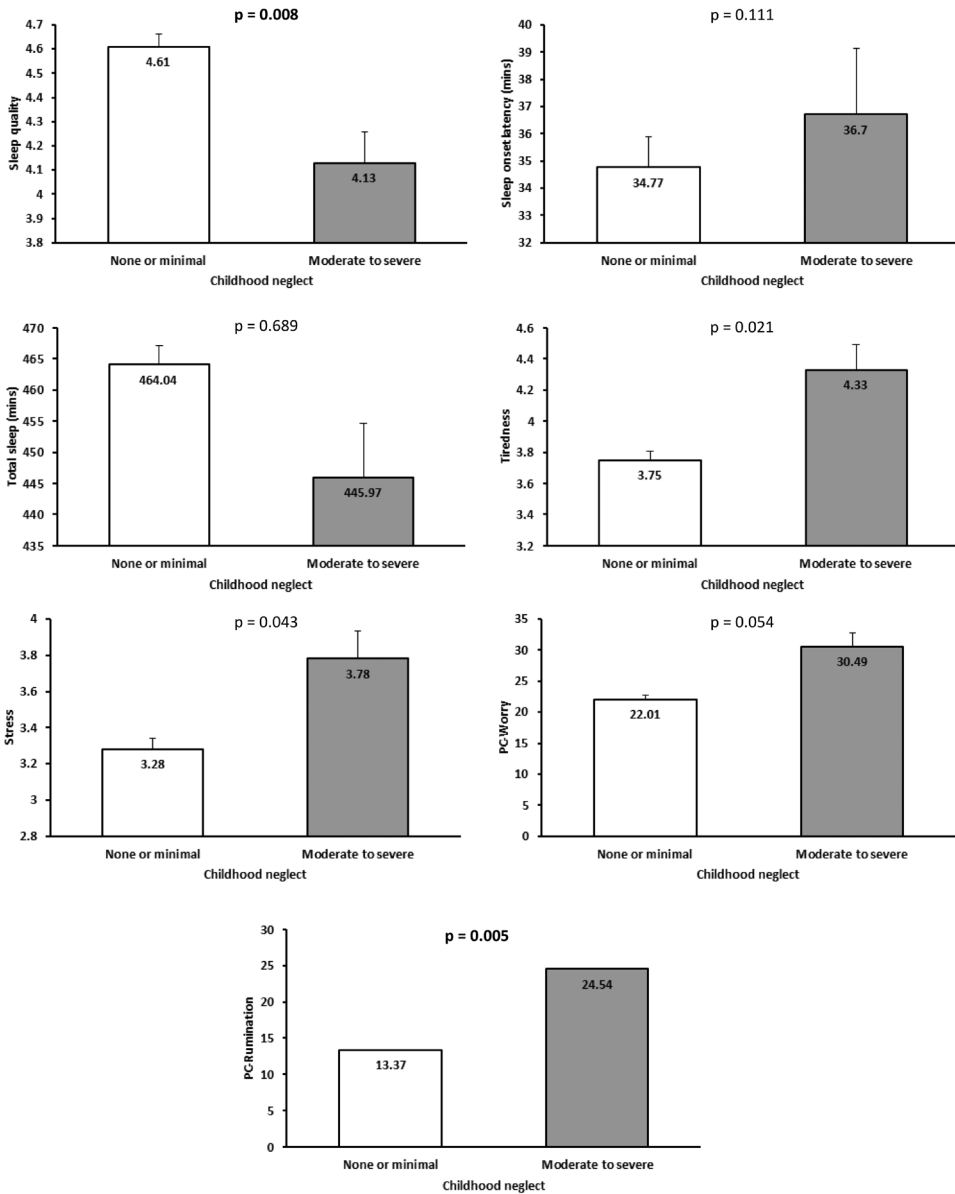 p = 0.008
Sleep quality
4.7
4.6
4.5
4.4
4.3
4.2
4.1
4
3.9
3.8
4.61
4.13
None or minimal
Moderate to severe
Childhood neglect
p = 0.111
Sleep onset latency (mins)
40
39
38
37
36
35
34
33
32
34.77
36.7
None or minimal
Moderate to severe
Childhood neglect
p = 0.689
Total sleep (mins)
470
465
460
455
450
445
440
435
464.04
445.97
None or minimal
Moderate to severe
Childhood neglect
p = 0.021
Tiredness
4.6
4.4
4.2
4
3.8
3.6
3.4
3.2
3.75
4.33
None or minimal
Moderate to severe
Childhood neglect
p = 0.043
Stress
4
3.8
3.6
3.4
3.2
3
2.8
3.28
3.78
None or minimal
Moderate to severe
Childhood neglect
p = 0.054
PC-Worry
35
30
25
20
15
10
5
0
22.01
30.49
None or minimal
Moderate to severe
Childhood neglect
p = 0.005
PC-Rumination
30
25
20
15
10
5
0
13.37
24.54
None or minimal
Moderate to severe
Childhood neglect